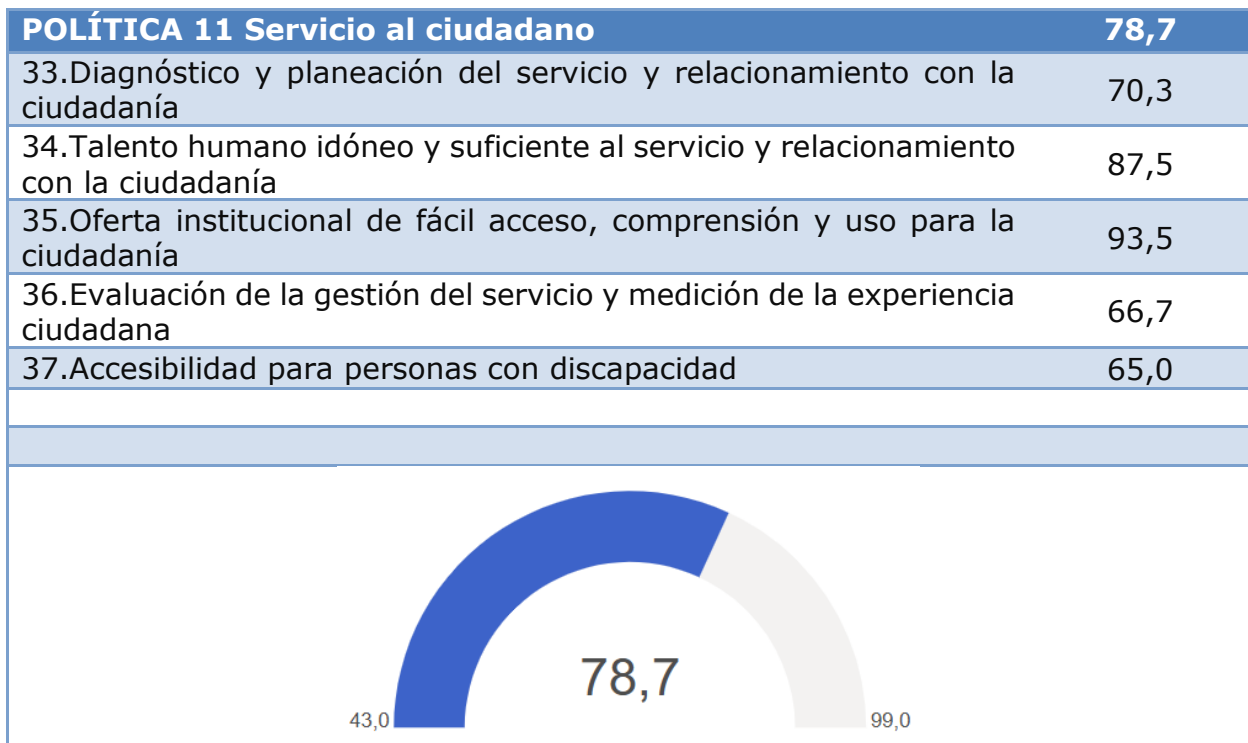 POLÍTICA 11 Servicio al ciudadano 78,7
33.Diagnóstico y planeación del servicio y relacionamiento con la
ciudadanía
70,3
34.Talento humano idóneo y suficiente al servicio y relacionamiento
con la ciudadanía
87,5
35.Oferta institucional de fácil acceso, comprensión y uso para la
ciudadanía
93,5
36.Evaluación de la gestión del servicio y medición de la experiencia
ciudadana
66,7
37.Accesibilidad para personas con discapacidad 65,0
78,7
43,0 99,0